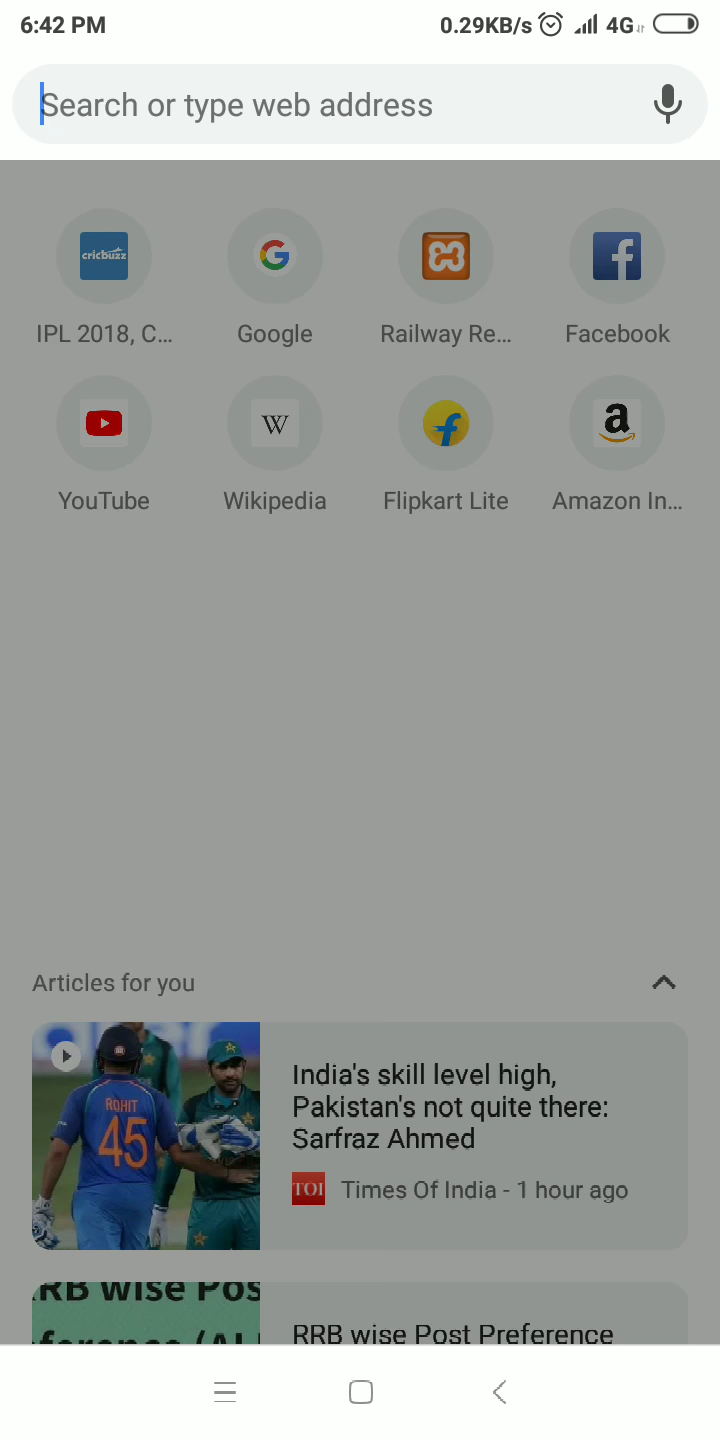 6:42 PM 0.29KB/s 4G
Search or type web address
cricbuzz
IPL 2018, C... Google Railway Re... Facebook
W
a
YouTube Wikipedia Flipkart Lite Amazon In...
Articles for you
ROHIT
45
India's skill level high,
Pakistan's not quite there:
Sarfraz Ahmed
TOI Times Of India - 1 hour ago
RRB wise Pos
RRB wise Post Preference